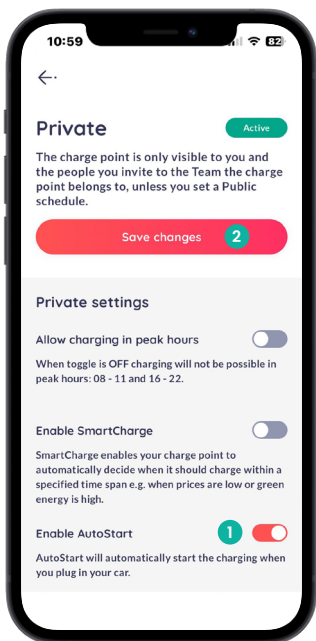 10:59
82
Private
Active
The charge point is only visible to you and
the people you invite to the Team the charge
point belongs to, unless you set a Public
schedule.
Save changes 2
Private settings
Allow charging in peak hours
When toggle is OFF charging will not be possible in
peak hours: 08 - 11 and 16 - 22.
Enable SmartCharge
SmartCharge enables your charge point to
automatically decide when it should charge within a
specified time span e.g. when prices are low or green
energy is high.
Enable AutoStart 1
AutoStart will automatically start the charging when
you plug in your car.